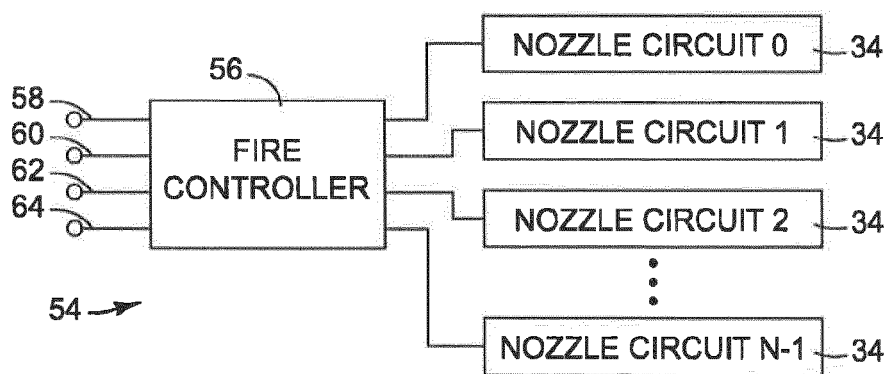 56
58
60
62
64
FIRE
CONTROLLER
54
NOZZLE CIRCUIT 0
34
NOZZLE CIRCUIT 1
34
NOZZLE CIRCUIT 2
34
NOZZLE CIRCUIT N-1
34